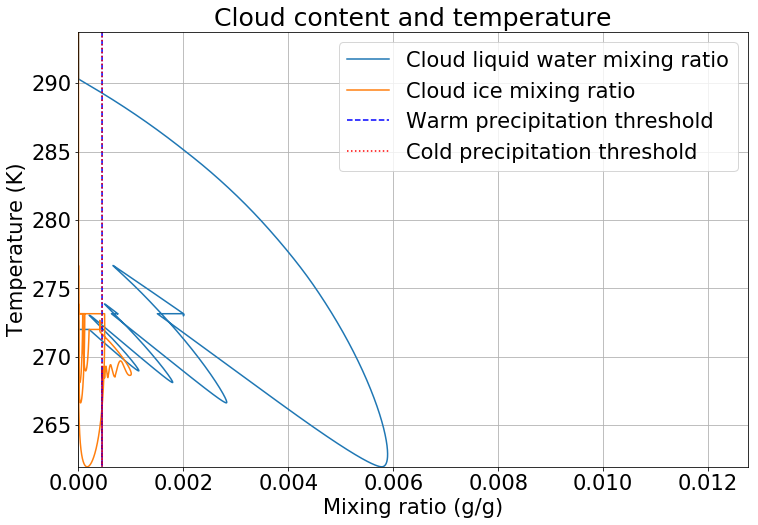 Cloud content and temperature
Cloud liquid water mixing ratio
Cloud ice mixing ratio
Warm precipitation threshold
Cold precipitation threshold
Temperature (K)
290
285
280
275
270
265
0.000 0.002 0.004 0.006 0.008 0.010 0.012
Mixing ratio (g/g)